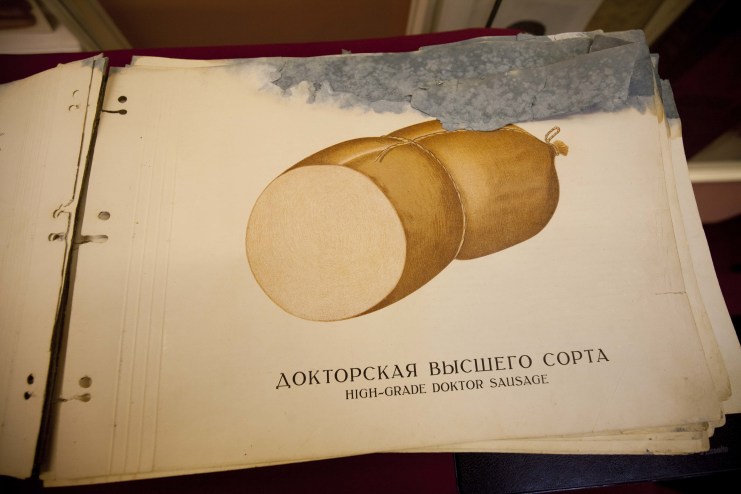 ДОКТОРСКАЯ ВЫСШЕГО СОРТА
HIGH-GRADE DOKTOR SAUSAGE